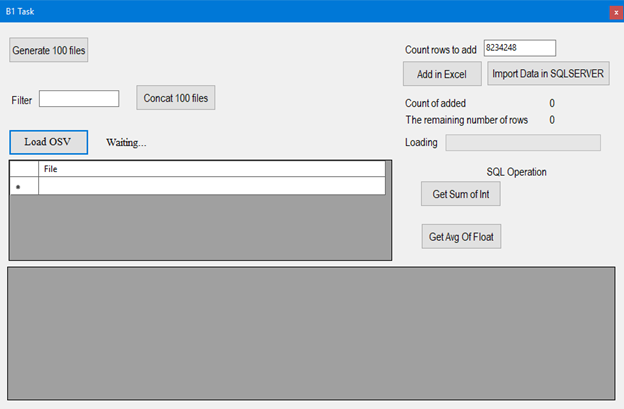 B1 Task
x
Generate 100 files
Count rows to add 8234248
Add in Excel
Import Data in SQLSERVER
Filter
Concat 100 files
Count of added 0
The remaining number of rows 0
Load OSV
Waiting...
Loading
File
*
SQL Operation
Get Sum of Int
Get Avg Of Float